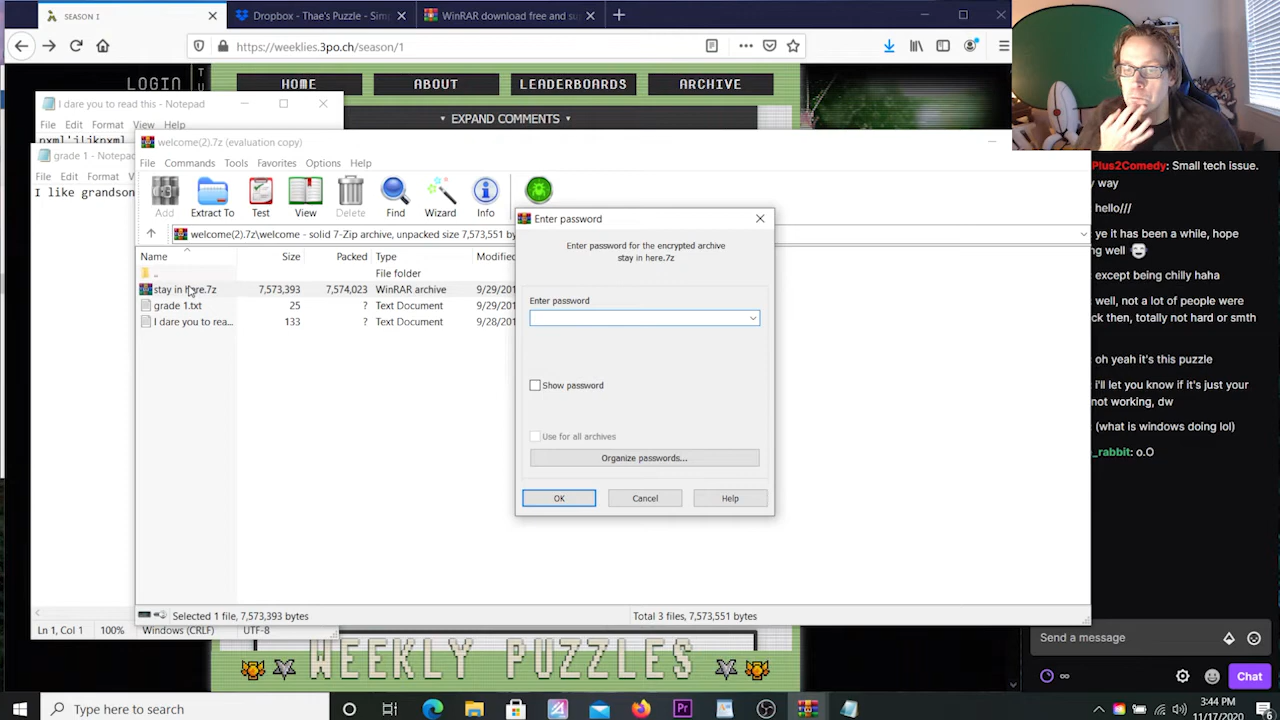 SEASON I
Dropbox - Thae's Puzzle - Sim
WinRAR download free and su
https://weeklies.3po.ch/season/1
LOGIN
HOME
ABOUT
LEADERBOARDS
ARCHIVE
EXPAND COMMENTS
I dare you to read this - Notepad
File Edit Format View Help
grade 1 - Notepa
File Edit Format
I like grandson
welcome(2).7z (evaluation copy)
File Commands Tools Favorites Options Help
Add Extract To Test View Delete Find Wizard Info
welcome(2).7z\welcome - solid 7-Zip archive, unpacked size 7,573,551 by
Name Size Packed Type Modified
.. File folder
stay in here.7z 7,573,393 7,574,023 WinRAR archive 9/29/201
grade 1.txt 25 ? Text Document 9/29/201
I dare you to rea... 133 ? Text Document 9/28/201
Enter password
Enter password for the encrypted archive
stay in here.7z
Enter password
Show password
Use for all archives
Organize passwords...
OK Cancel Help
Selected 1 file, 7,573,393 bytes
Total 3 files, 7,573,551 bytes
Ln 1, Col 1 100% Windows (CRLF) UTF-8
WEEKLY PUZZLES
Plus2Comedy: Small tech issue.
way
hello///
ye it has been a while, hope
ng well
except being chilly haha
well, not a lot of people were
ck then, totally not hard or smth
oh yeah it's this puzzle
i'll let you know if it's just your
not working, dw
(what is windows doing lol)
_rabbit: o.O
Send a message
Chat
Type here to search
3:44 PM